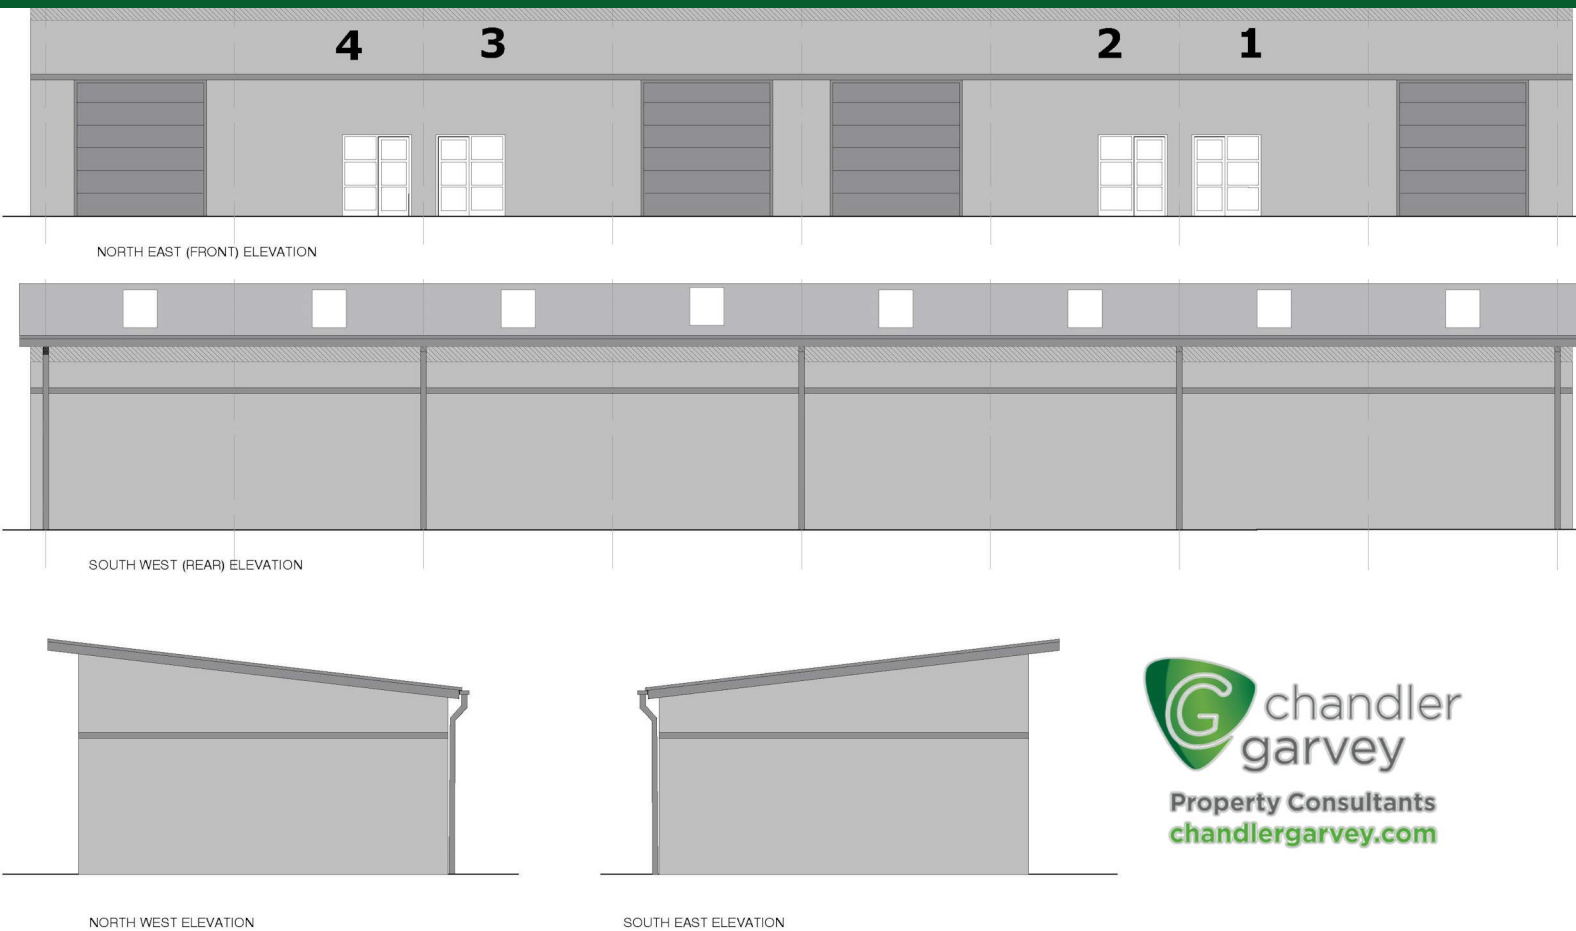 4 3 2 1
NORTH EAST (FRONT) ELEVATION
SOUTH WEST (REAR) ELEVATION
G chandler
garvey
Property Consultants
chandlergarvey.com
NORTH WEST ELEVATION SOUTH EAST ELEVATION